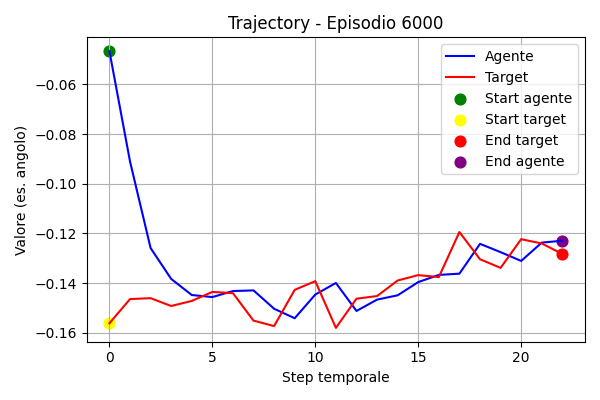 Trajectory - Episodio 6000
Valore (es. angolo)
−0.06
−0.08
−0.10
−0.12
−0.14
−0.16
0
5
10
15
20
Step temporale
Agente
Target
Start agente
Start target
End target
End agente